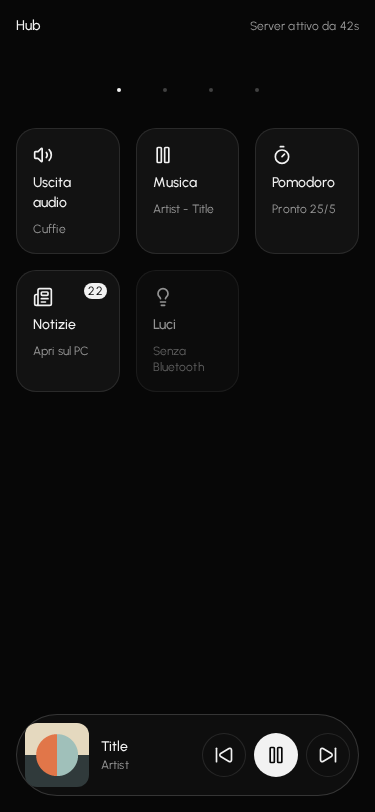 Hub
Server attivo da 42s
Uscita
audio
Cuffie
Musica
Artist - Title
Pomodoro
Pronto 25/5
22
Notizie
Apri sul PC
Luci
Senza
Bluetooth
Title
Artist